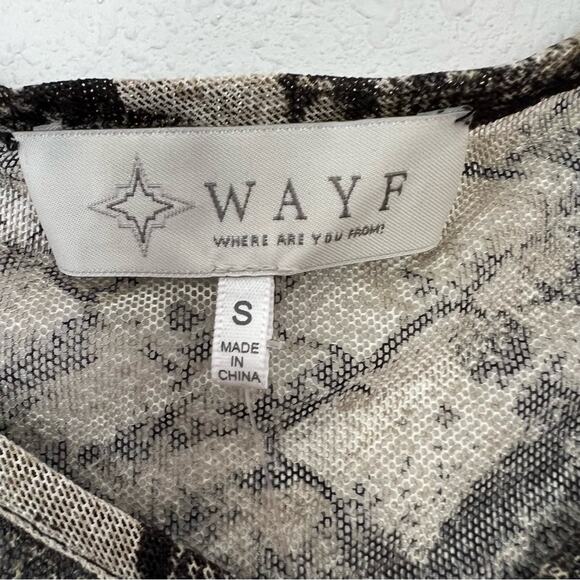 WAYF
WHERE ARE YOU FROM?
S
MADE
IN
CHINA